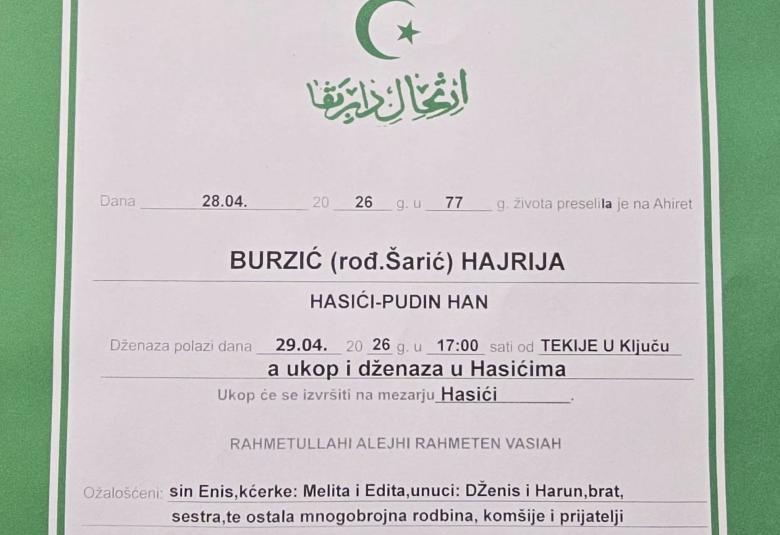 ارتحال دار بقا
Dana 28.04. 20 26 g. u 77 g. života preselila je na Ahiret
BURZIĆ (rođ.Šarić) HAJRIJA
HASIĆI-PUDIN HAN
Dženaza polazi dana 29.04. 20 26 g. u 17:00 sati od TEKIJE U Ključu
a ukop i dženaza u Hasićima
Ukop će se izvršiti na mezarju Hasići.
RAHMETULLAHI ALEJHI RAHMETEN VASIAH
Ožalošćeni: sin Enis,kćerke: Melita i Edita,unuci: DŽenis i Harun,brat,
sestra,te ostala mnogobrojna rodbina, komšije i prijatelji